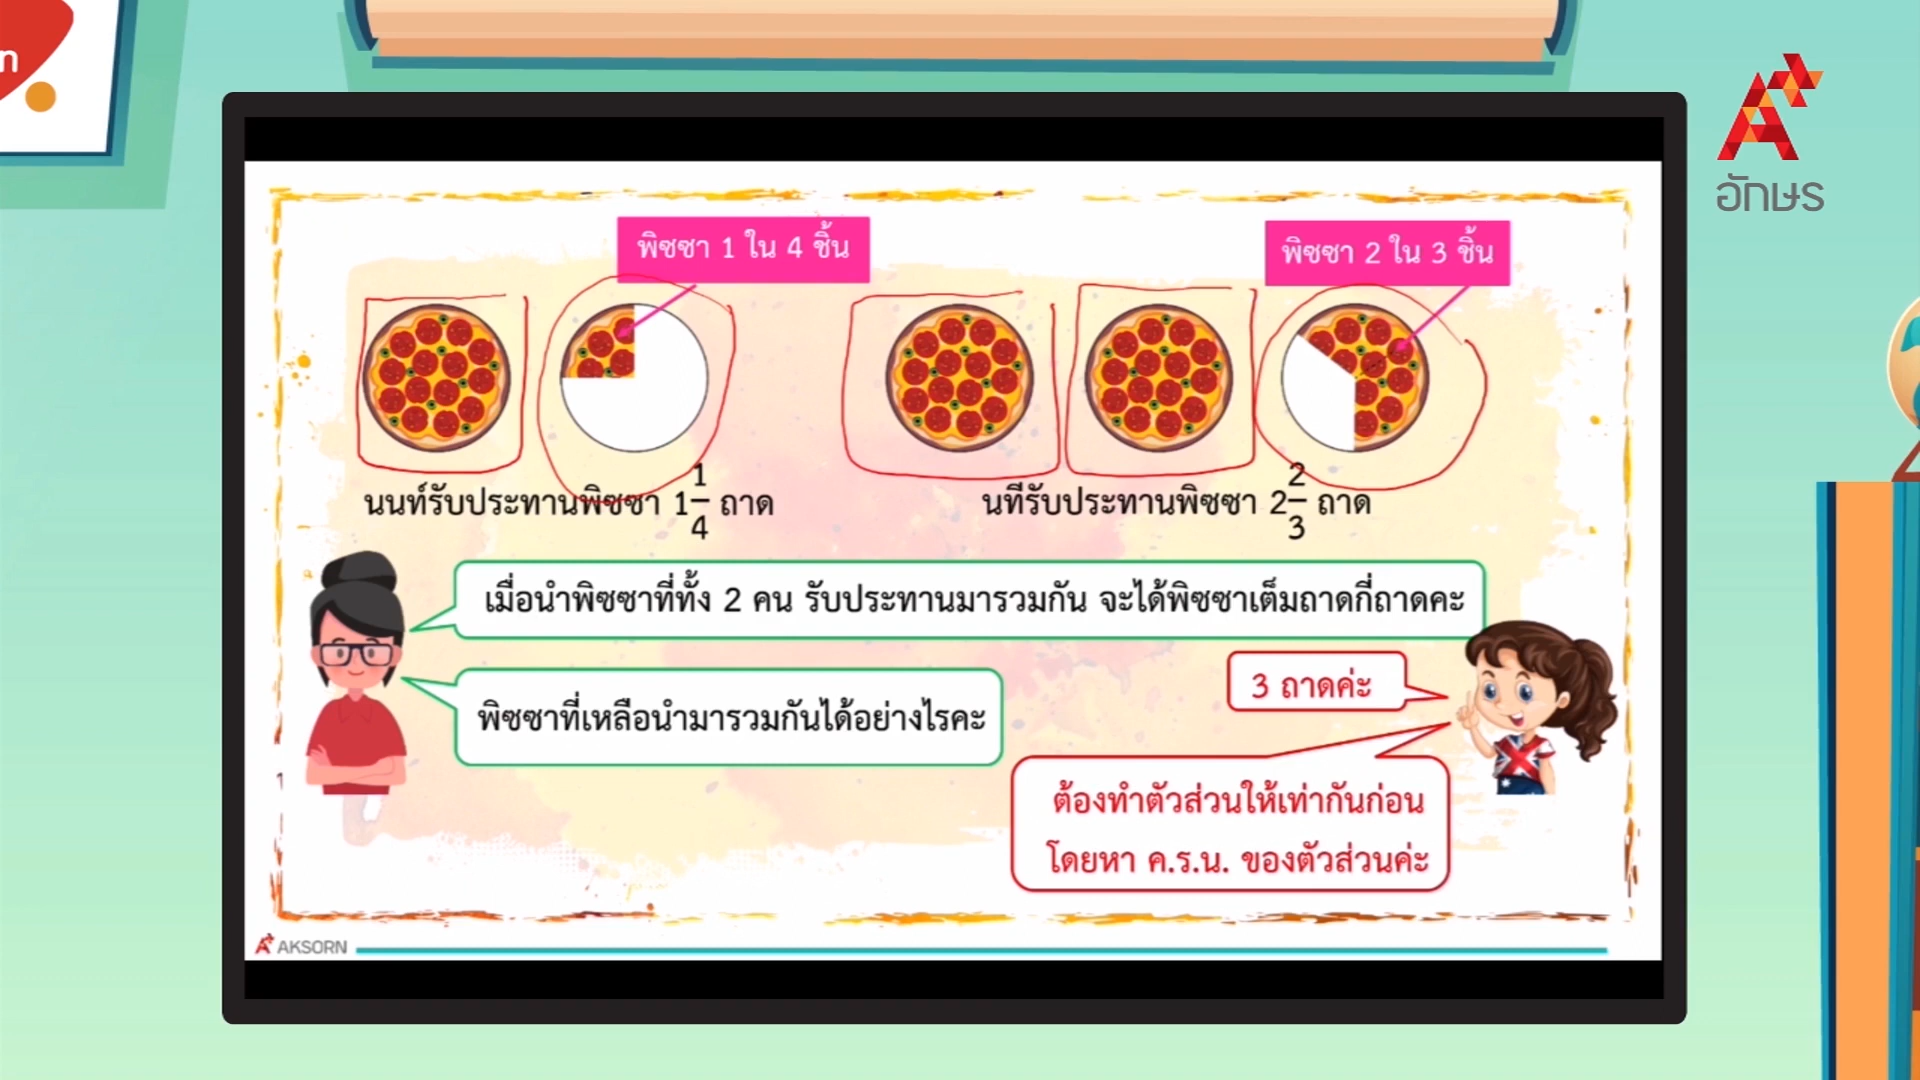 อักษร
พิซซา 1 ใน 4 ชิ้น
พิซซา 2 ใน 3 ชิ้น
นนท์รับประทานพิซซา 1 1/4 ถาด
นทีรับประทานพิซซา 2 2/3 ถาด
เมื่อนำพิซซาที่ทั้ง 2 คน รับประทานมารวมกัน จะได้พิซซาเต็มถาดกี่ถาดคะ
3 ถาดค่ะ
พิซซาที่เหลือนำมารวมกันได้อย่างไรคะ
ต้องทำตัวส่วนให้เท่ากันก่อน
โดยหา ค.ร.น. ของตัวส่วนค่ะ
AKSORN